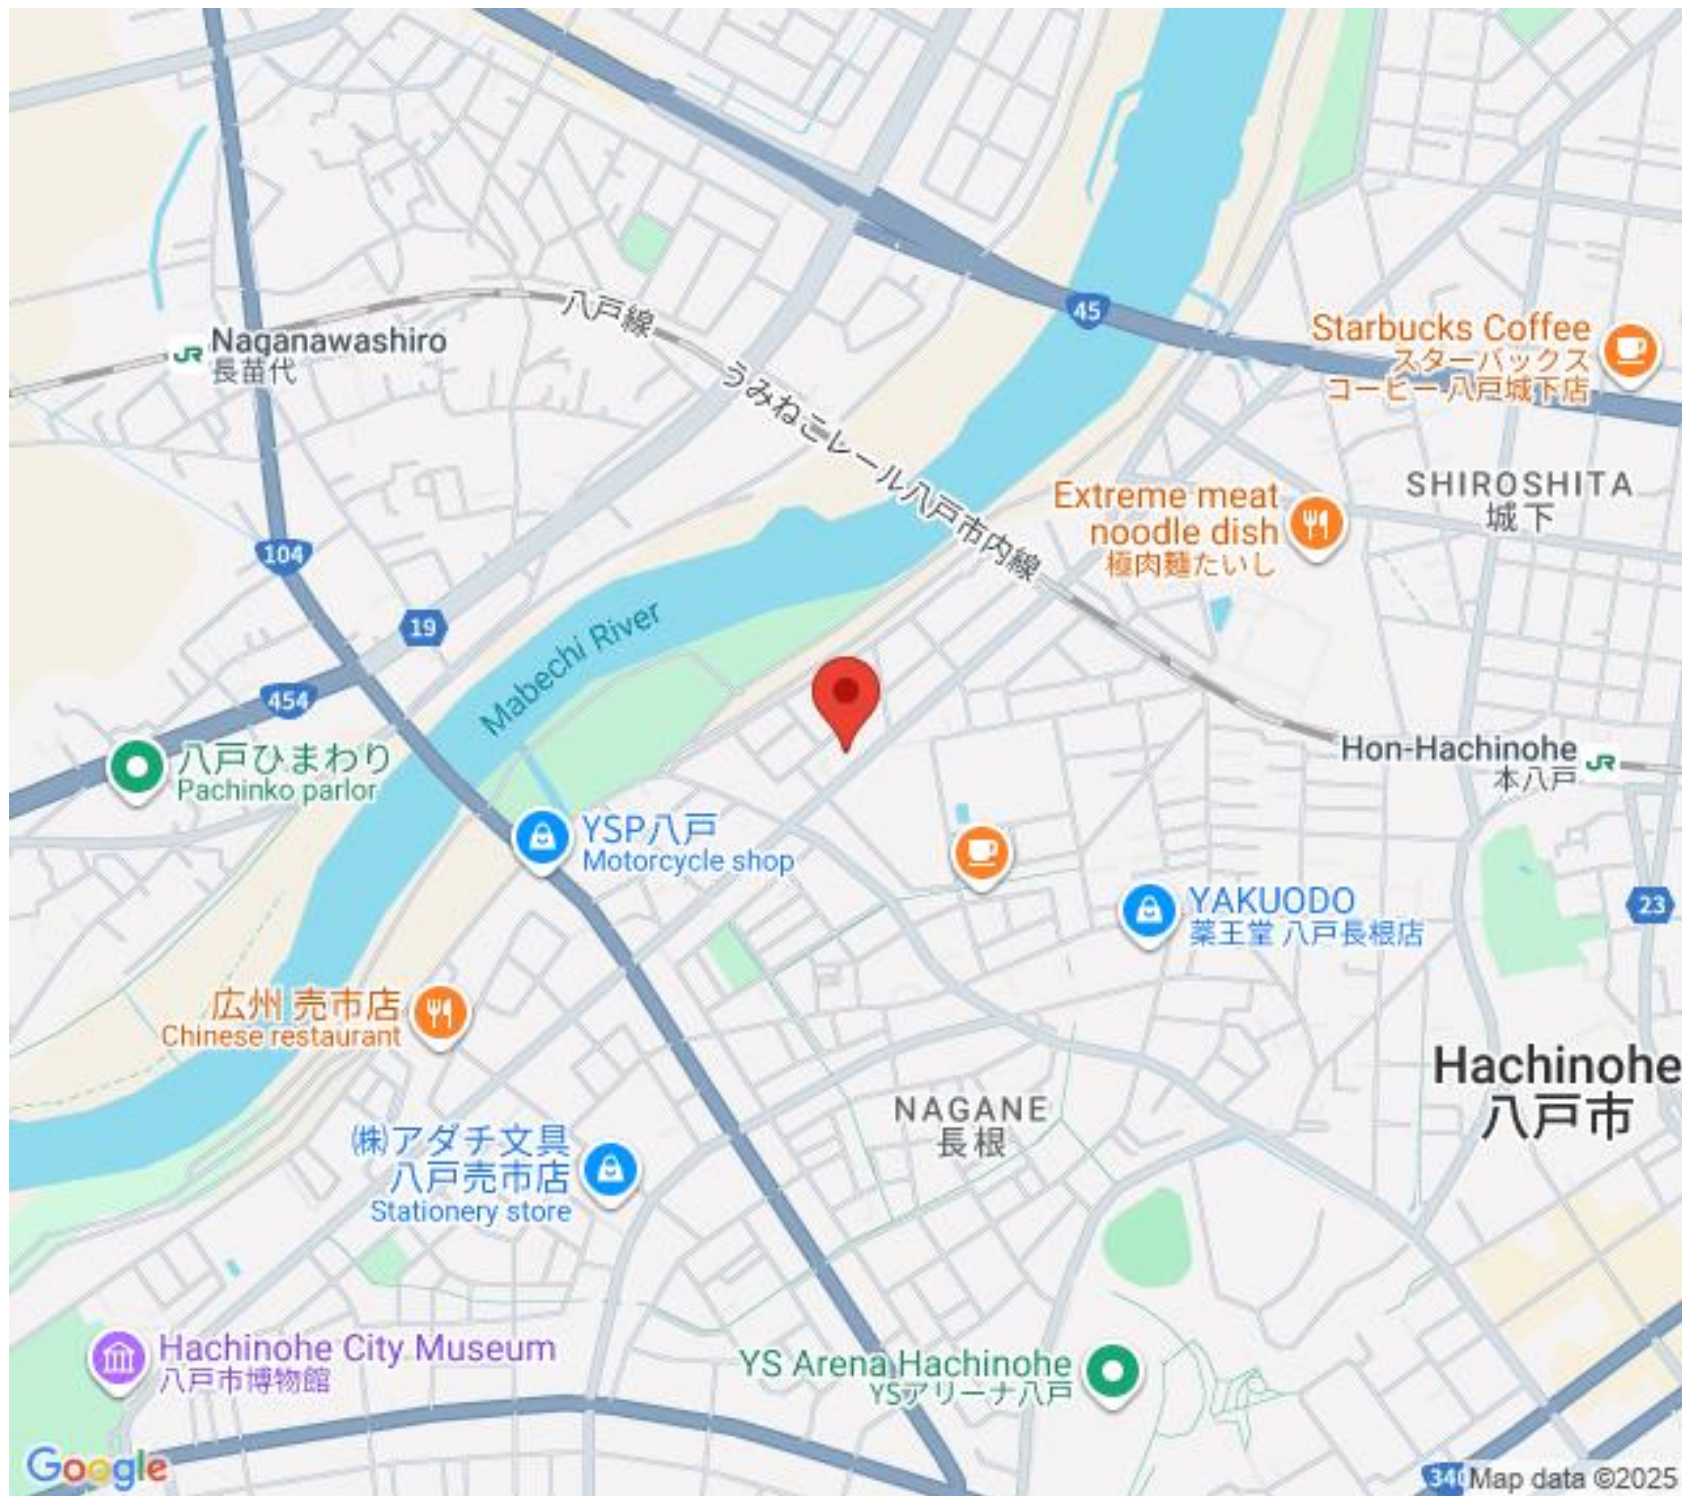 八戸線
45
Starbucks Coffee
スターバックス
コーヒー 八戸城下店
Naganawashiro
長苗代
JR
うみねこレール八戸市内線
SHIROSHITA
城下
Extreme meat
noodle dish
極肉麺たいし
104
19
Mabechi River
454
八戸ひまわり
Pachinko parlor
Hon-Hachinohe
本八戸
JR
YSP八戸
Motorcycle shop
YAKUODO
薬王堂 八戸長根店
23
広州 売市店
Chinese restaurant
Hachinohe
八戸市
NAGANE
長根
㈱アダチ文具
八戸売市店
Stationery store
Hachinohe City Museum
八戸市博物館
YS Arena Hachinohe
YSアリーナ八戸
Google
340
Map data ©2025